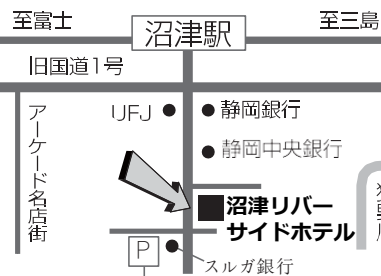 至富士
沼津駅
至三島
旧国道1号
アーケード名店街
UFJ
静岡銀行
静岡中央銀行
沼津リバー
サイドホテル
P
スルガ銀行